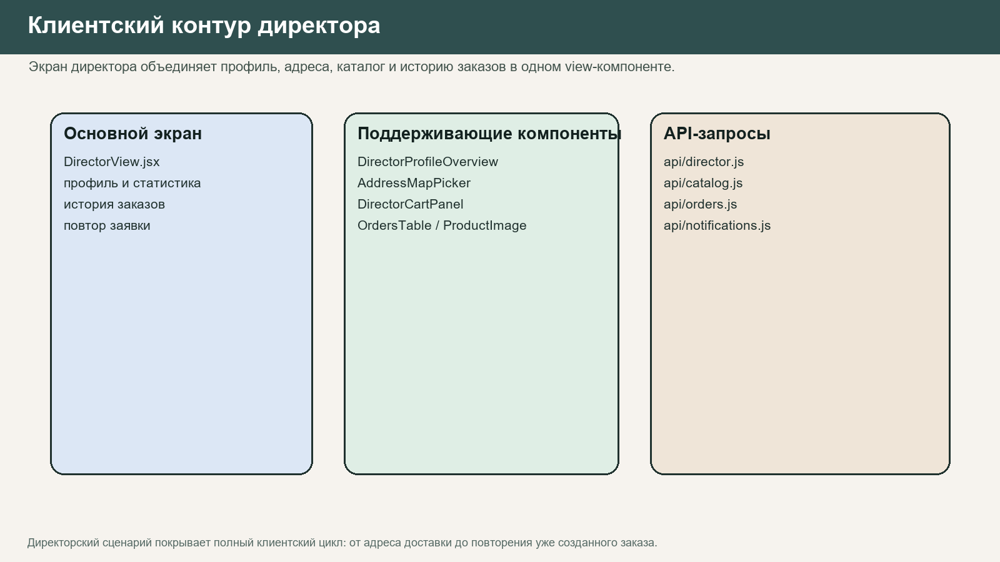 Клиентский контур директора
Экран директора объединяет профиль, адреса, каталог и историю заказов в одном view-компоненте.
Основной экран
DirectorView.jsx
профиль и статистика
история заказов
повтор заявки
Поддерживающие компоненты
DirectorProfileOverview
AddressMapPicker
DirectorCartPanel
OrdersTable / ProductImage
API-запросы
api/director.js
api/catalog.js
api/orders.js
api/notifications.js
Директорский сценарий покрывает полный клиентский цикл: от адреса доставки до повторения уже созданного заказа.